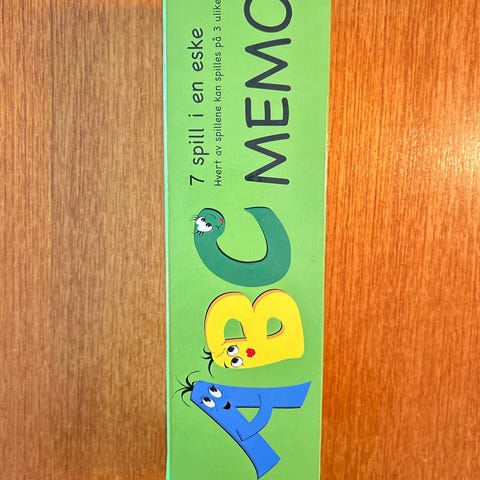 7 spill i en eske
Hvert av spillene kan spilles på 3 ulike
ABC MEMO